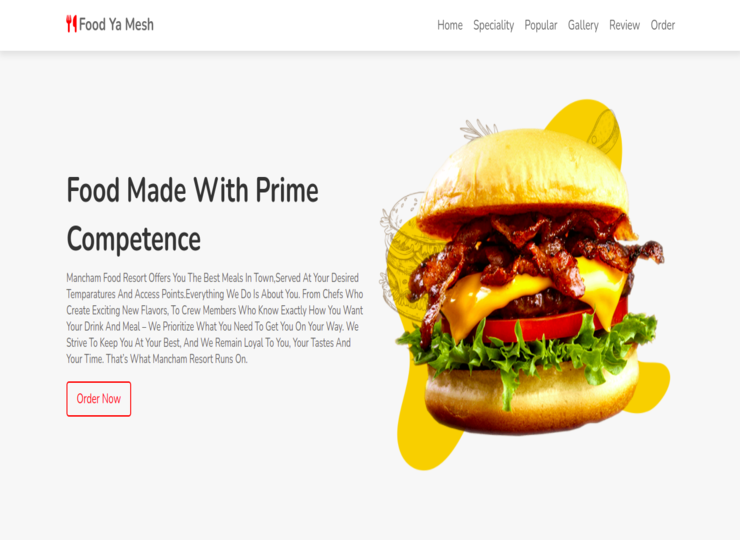 Food Ya Mesh
Home Speciality Popular Gallery Review Order
Food Made With Prime
Competence
Mancham Food Resort Offers You The Best Meals In Town,Served At Your Desired
Temparatures And Access Points.Everything We Do Is About You. From Chefs Who
Create Exciting New Flavors, To Crew Members Who Know Exactly How You Want
Your Drink And Meal – We Prioritize What You Need To Get You On Your Way. We
Strive To Keep You At Your Best, And We Remain Loyal To You, Your Tastes And
Your Time. That's What Mancham Resort Runs On.
Order Now